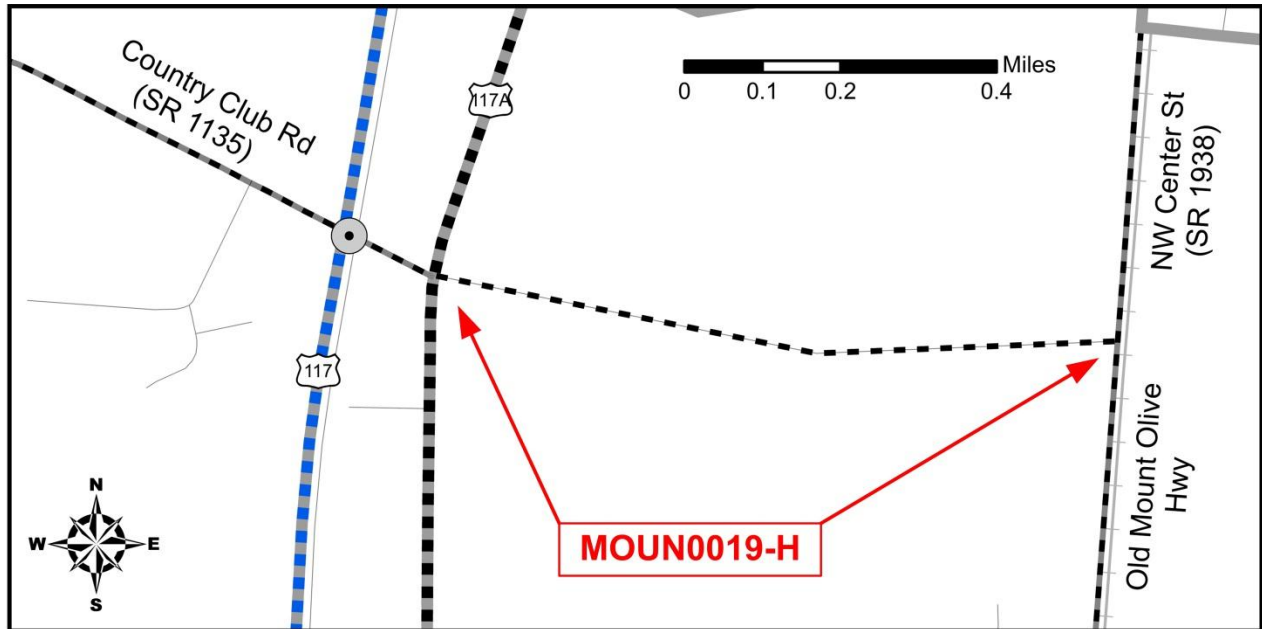 Country Club Rd
(SR 1135)
117A
Miles
0 0.1 0.2 0.4
NW Center St
(SR 1938)
117
Old Mount Olive
Hwy
MOUN0019-H
N
W E
S